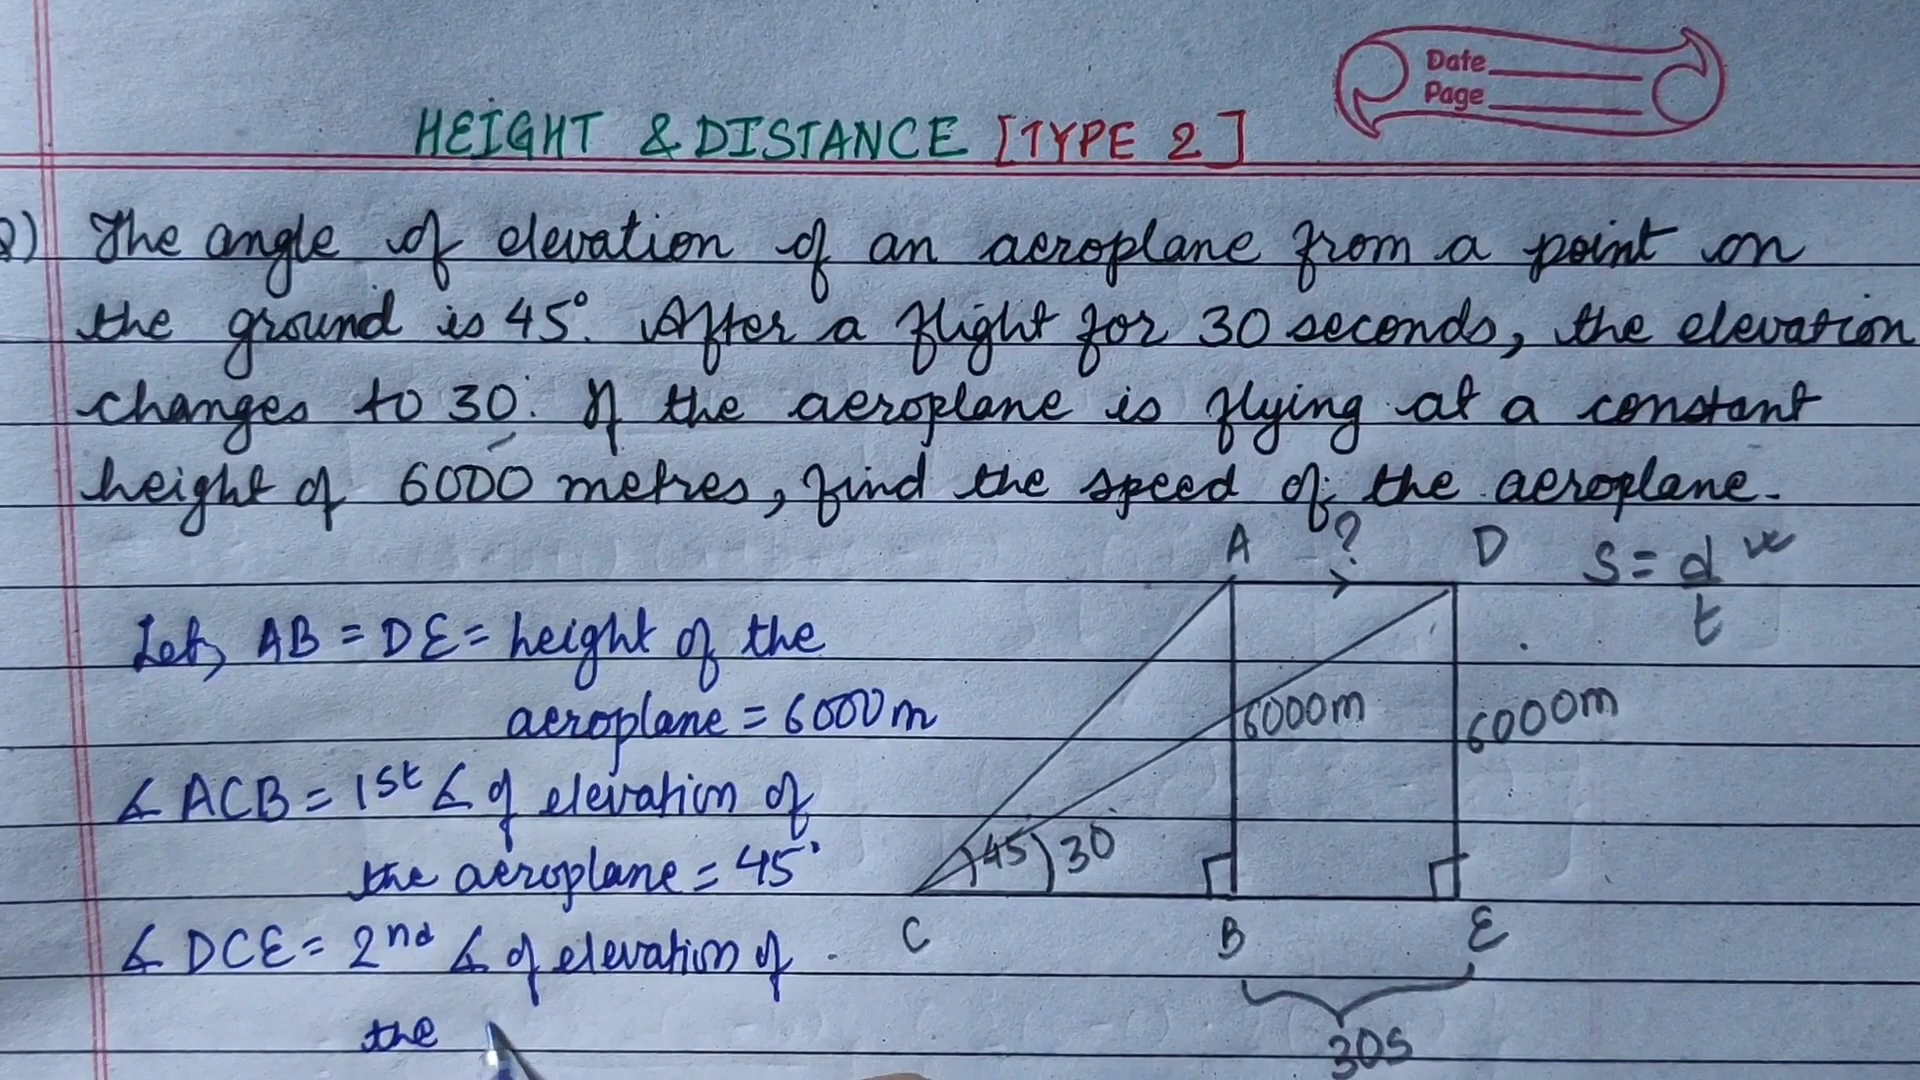 Date
Page
HEIGHT & DISTANCE [TYPE 2]
Q) The angle of elevation of an aeroplane from a point on
the ground is 45°. After a flight for 30 seconds, the elevation
changes to 30°. If the aeroplane is flying at a constant
height of 6000 metres, find the speed of the aeroplane.
A ? D S = d
t
Let, AB = DE = height of the
aeroplane = 6000m
6000m 6000m
∡ ACB = 1st ∡ of elevation of
the aeroplane = 45°
45 30°
∡ DCE = 2nd ∡ of elevation of
C B E
the
30s